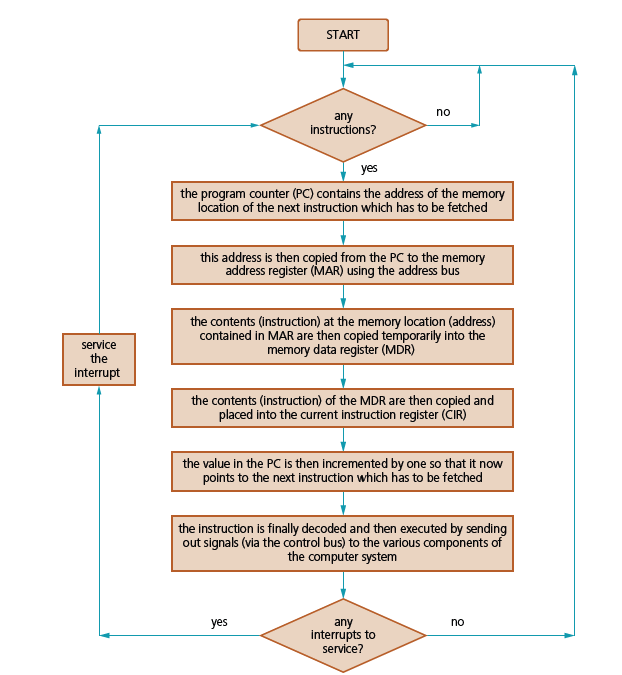 START
any
instructions?
no
yes
the program counter (PC) contains the address of the memory
location of the next instruction which has to be fetched
this address is then copied from the PC to the memory
address register (MAR) using the address bus
the contents (instruction) at the memory location (address)
contained in MAR are then copied temporarily into the
memory data register (MDR)
service
the
interrupt
the contents (instruction) of the MDR are then copied and
placed into the current instruction register (CIR)
the value in the PC is then incremented by one so that it now
points to the next instruction which has to be fetched
the instruction is finally decoded and then executed by sending
out signals (via the control bus) to the various components of
the computer system
yes
any
interrupts to
service?
no